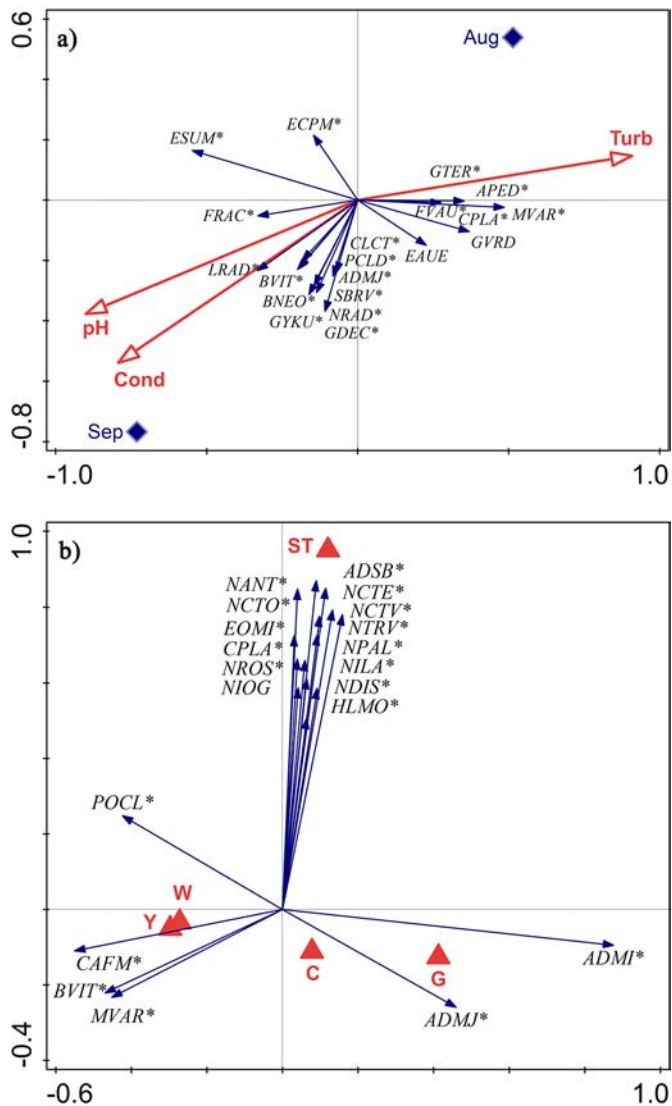 0.6
a)
Aug
ECPM*
ESUM*
Turb
GTER*
APED*
FRAC*
FVAU*
CPLA*
MVAR*
GVRD
CLCT*
EAUE
PCLD*
LRAD*
BVIT*
ADMJ*
BNEO*
SBRV*
GYKU*
NRAD*
GDEC*
pH
Cond
Sep
-0.8
-1.0
1.0
1.0
b)
ST
NANT*
ADSB*
NCTO*
NCTE*
EOMI*
NCTV*
CPLA*
NTRV*
NROS*
NPAL*
NIOG
NILA*
NDIS*
HLMO*
POCL*
W
Y
CAFM*
C
G
ADMI*
BVIT*
MVAR*
ADMJ*
-0.4
-0.6
1.0